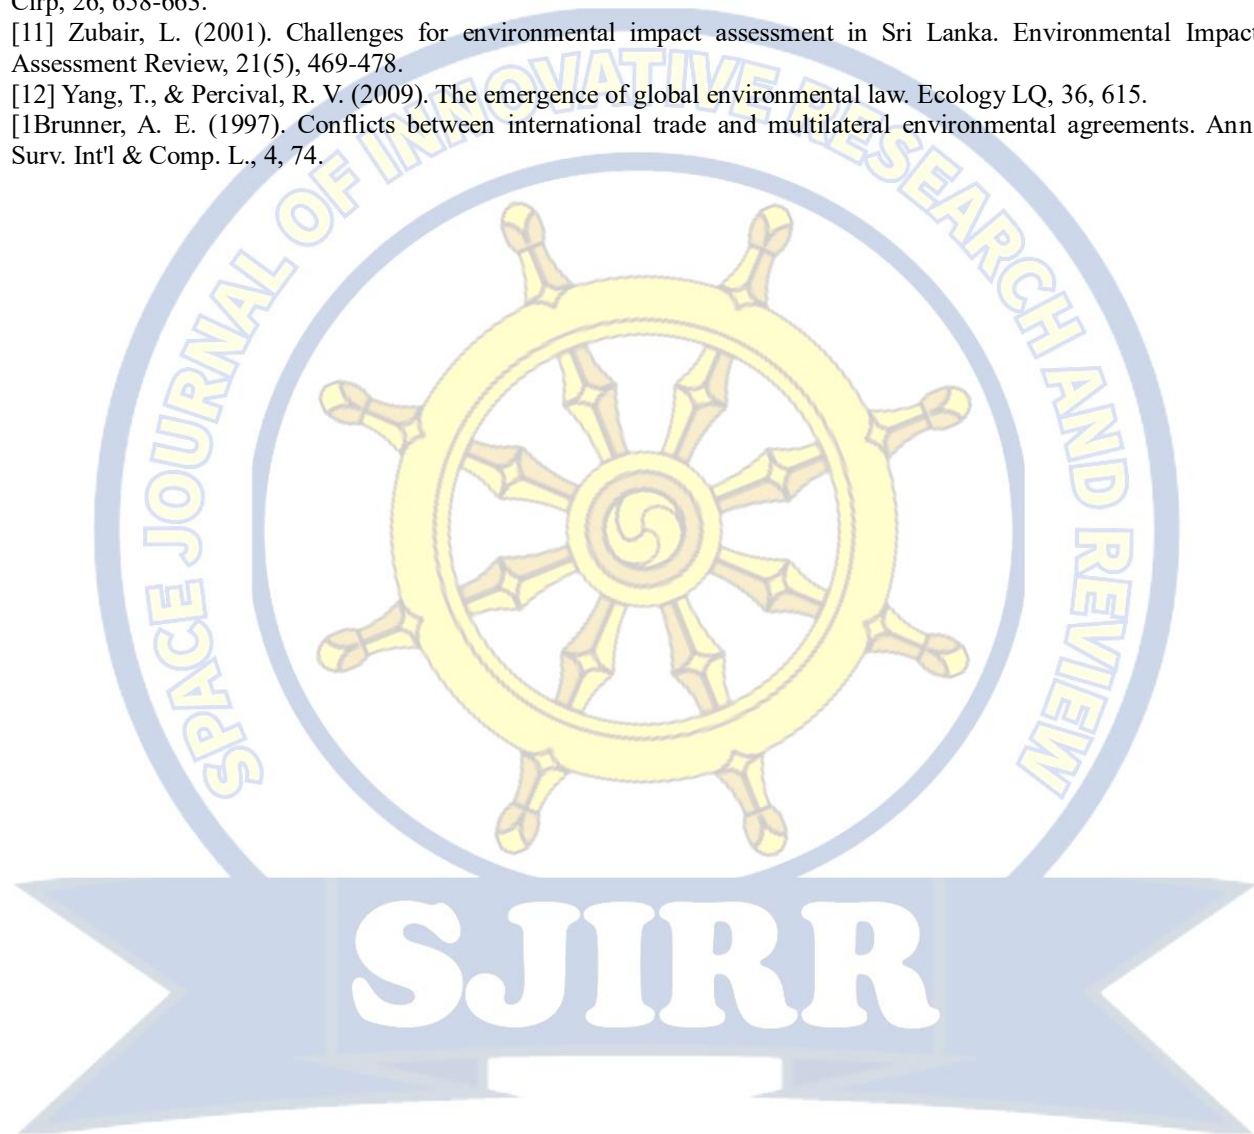 Cirp, 26, 658-663.
[11] Zubair, L. (2001). Challenges for environmental impact assessment in Sri Lanka. Environmental Impact
Assessment Review, 21(5), 469-478.
[12] Yang, T., & Percival, R. V. (2009). The emergence of global environmental law. Ecology LQ, 36, 615.
[1Brunner, A. E. (1997). Conflicts between international trade and multilateral environmental agreements. Ann.
Surv. Int'l & Comp. L., 4, 74.
SPACE JOURNAL OF INNOVATIVE RESEARCH AND REVIEW
SJIRR